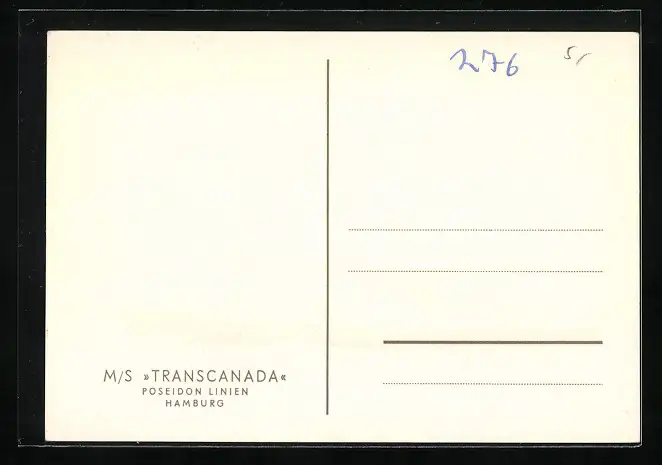 276 5,-
M/S »TRANSCANADA«
POSEIDON LINIEN
HAMBURG